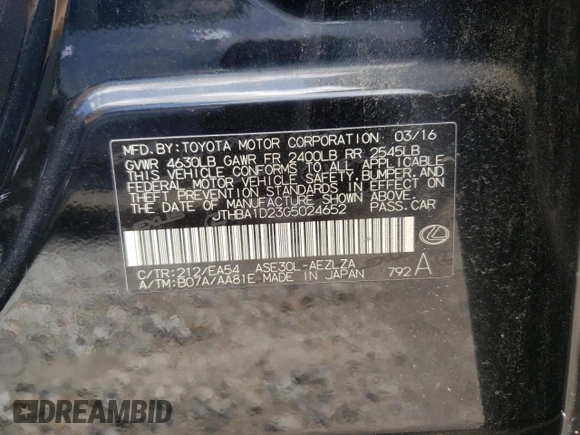 MFD.BY:TOYOTA MOTOR CORPORATION 03/16
GVWR 4630LB GAWR FR 2400LB RR 2545LB
THIS VEHICLE CONFORMS TO ALL APPLICABLE
FEDERAL MOTOR VEHICLE SAFETY, BUMPER, AND
THEFT PREVENTION STANDARDS IN EFFECT ON
THE DATE OF MANUFACTURE SHOWN ABOVE.
JTHBA1D23G5024652 PASS.CAR
C/TR:212/EA54 ASE30L-AEZLZA
A/TM:B07A/AA81E MADE IN JAPAN 792A
DREAMBID